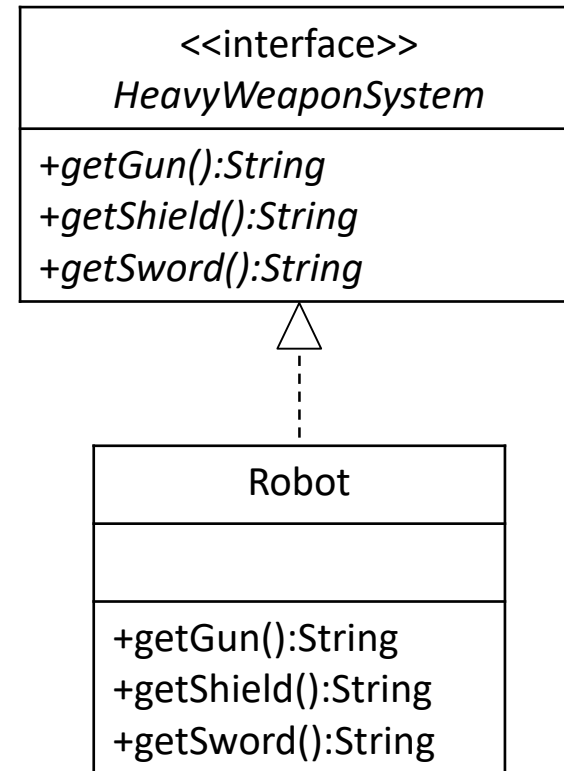 <<interface>>
HeavyWeaponSystem
+getGun():String
+getShield():String
+getSword():String
Robot
+getGun():String
+getShield():String
+getSword():String